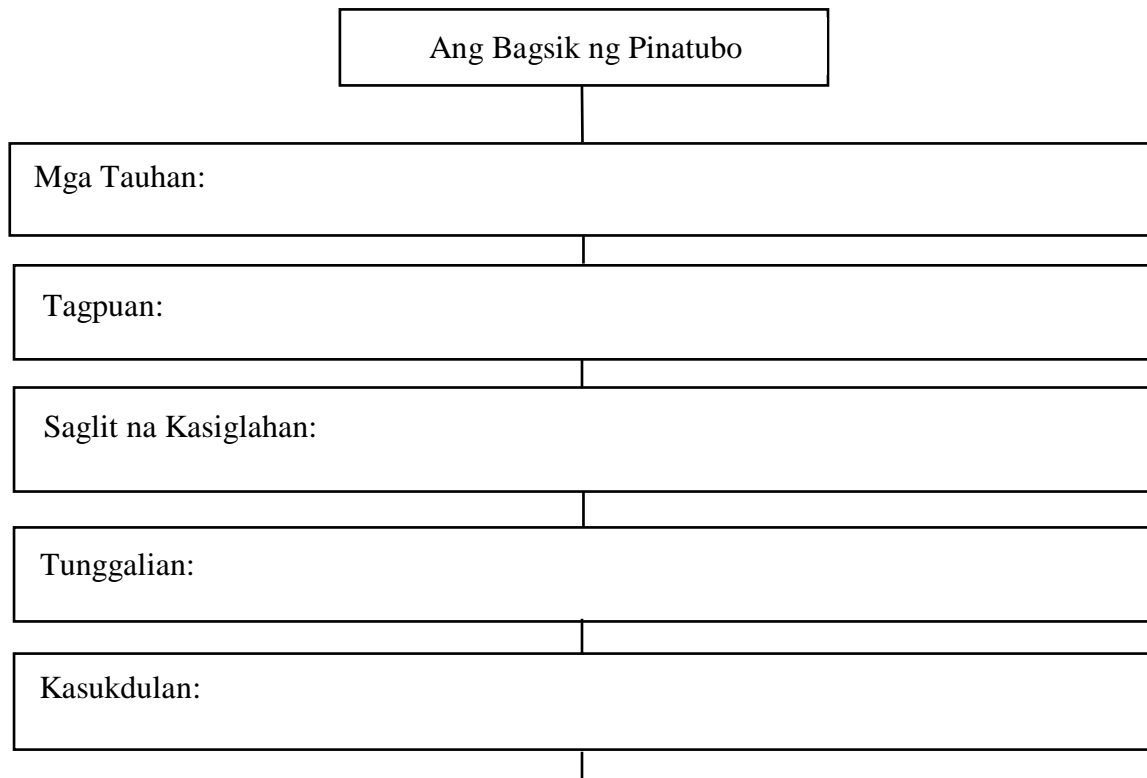 Ang Bagsik ng Pinatubo
Mga Tauhan:
Tagpuan:
Saglit na Kasiglahan:
Tunggalian:
Kasukdulan: